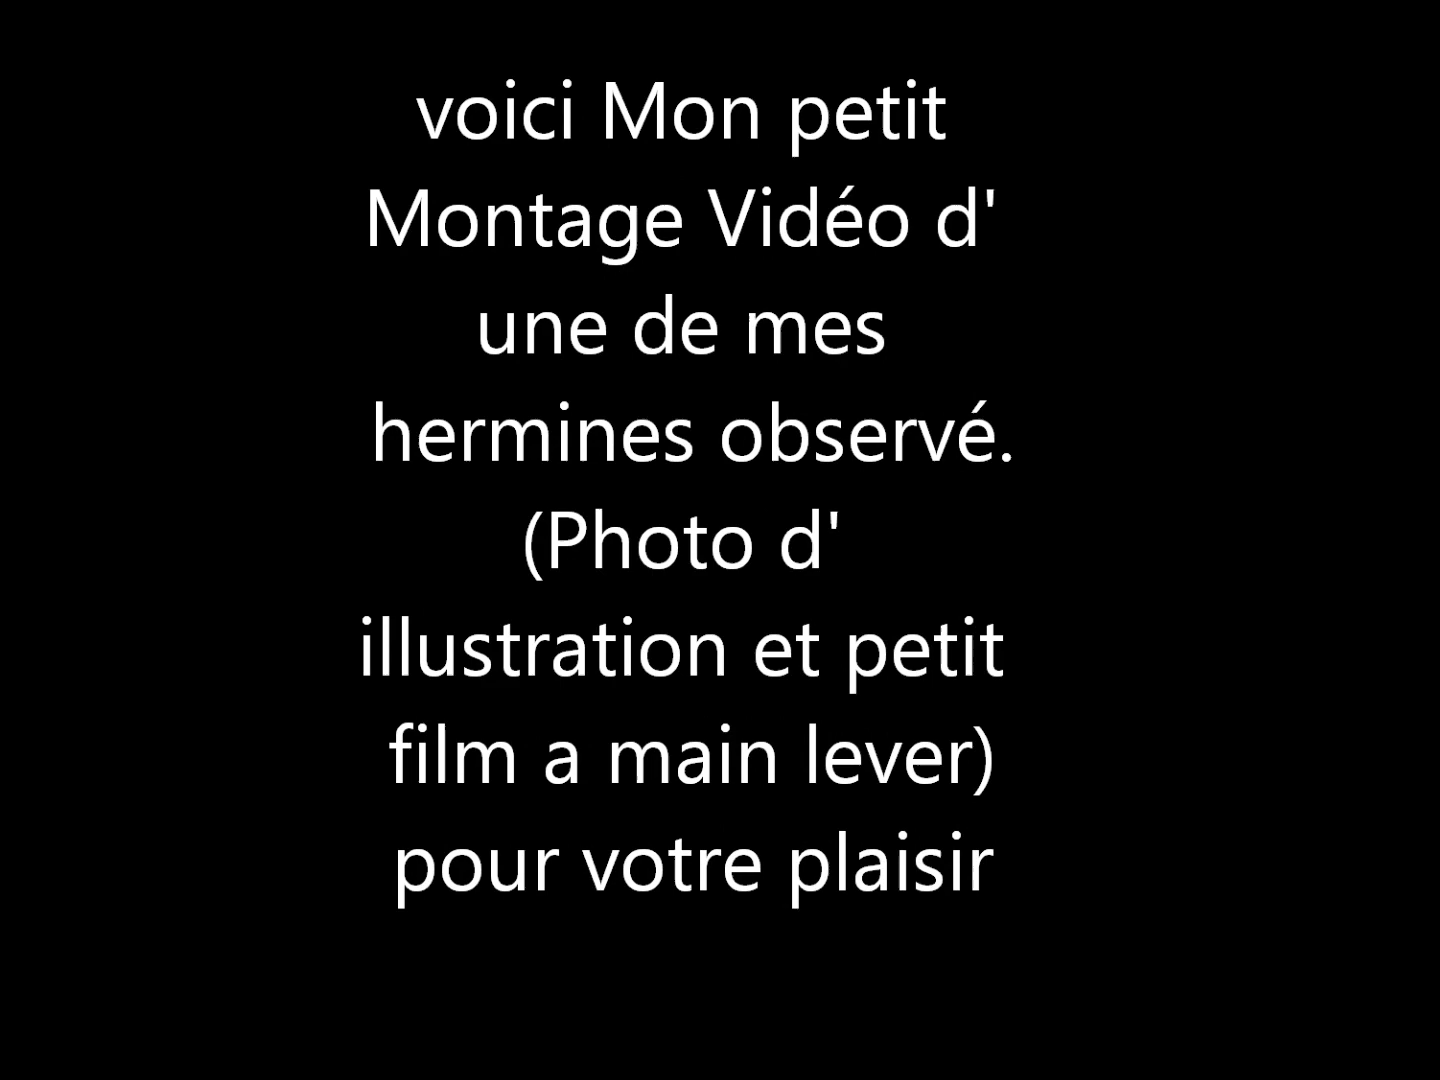 voici Mon petit
Montage Vidéo d'
une de mes
hermines observé.
(Photo d'
illustration et petit
film a main lever)
pour votre plaisir